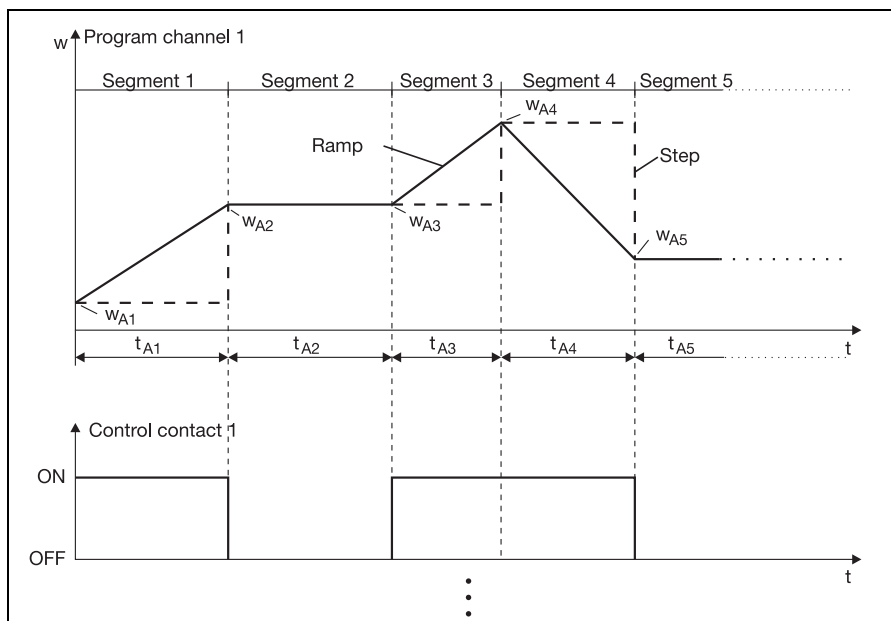 w Program channel 1
Segment 1 Segment 2 Segment 3 Segment 4 Segment 5
wA4
Ramp
Step
wA2
wA3
wA5
wA1
t
tA1 tA2 tA3 tA4 tA5
Control contact 1
ON
OFF
t